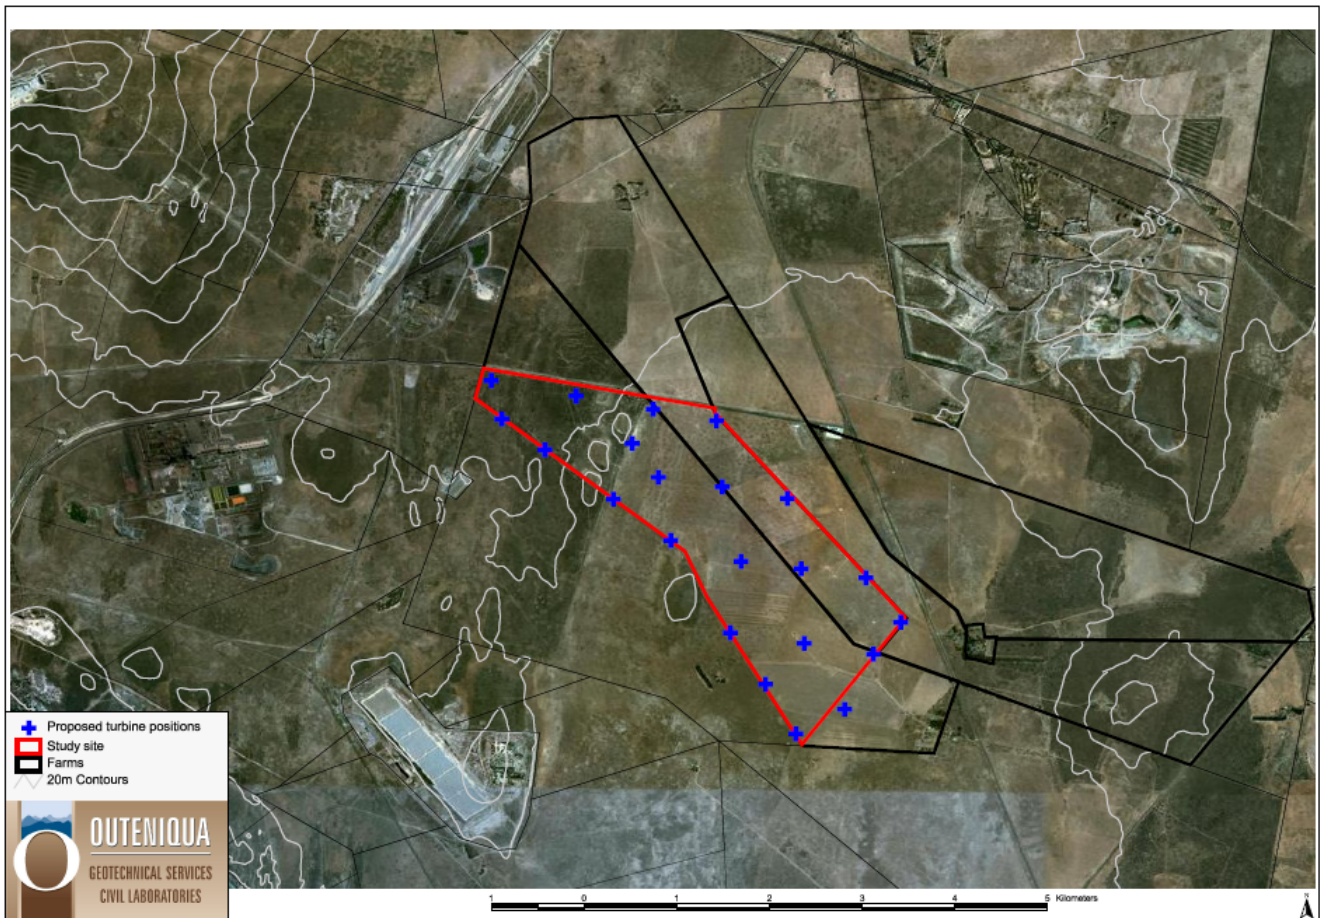 Proposed turbine positions
Study site
Farms
20m Contours
OUTENIQUA
GEOTECHNICAL SERVICES
CIVIL LABORATORIES
1 0 1 2 3 4 5 Kilometers
N